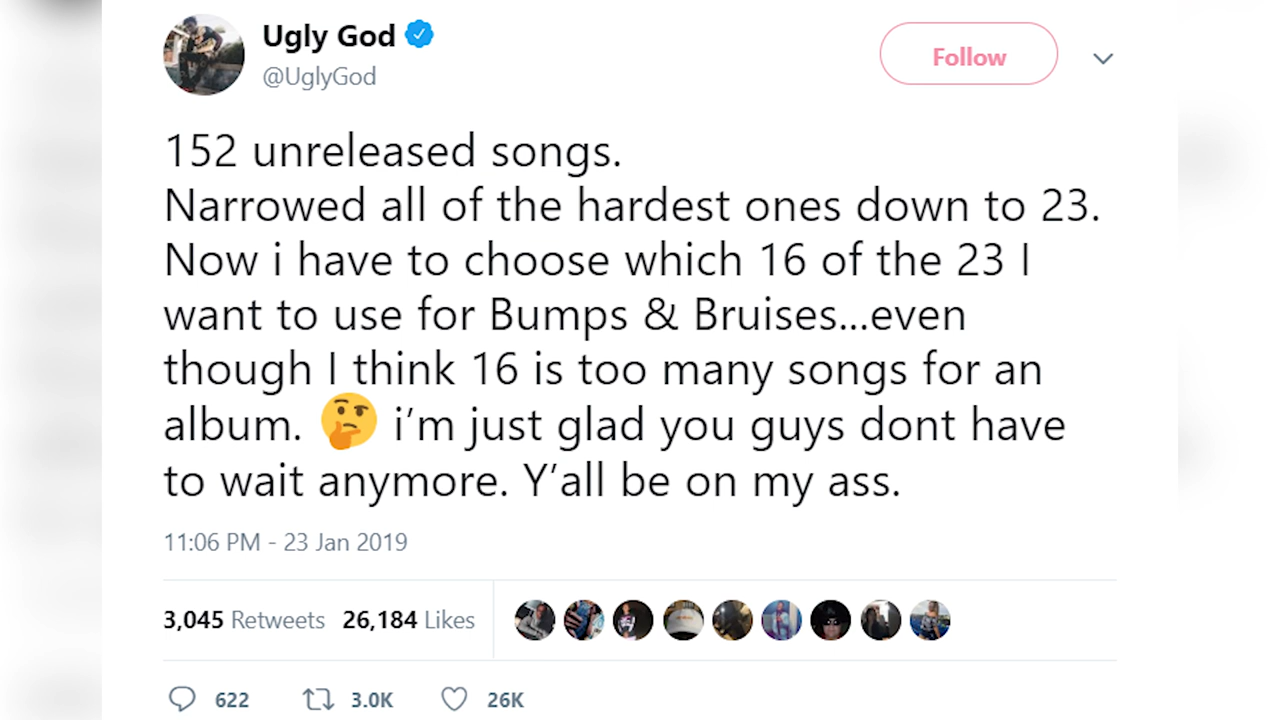 Ugly God
@UglyGod
Follow
152 unreleased songs.
Narrowed all of the hardest ones down to 23.
Now i have to choose which 16 of the 23 I
want to use for Bumps & Bruises...even
though I think 16 is too many songs for an
album. 🤔 i’m just glad you guys dont have
to wait anymore. Y’all be on my ass.
11:06 PM - 23 Jan 2019
3,045 Retweets 26,184 Likes
622 3.0K 26K